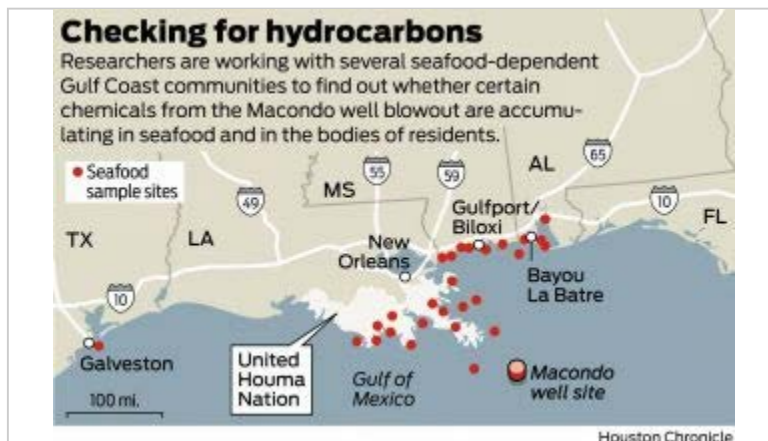 Checking for hydrocarbons
Researchers are working with several seafood-dependent
Gulf Coast communities to find out whether certain
chemicals from the Macondo well blowout are accumu-
lating in seafood and in the bodies of residents.
Seafood
sample sites
55
59
65
AL
MS
49
10
Gulfport/
Biloxi
FL
TX
LA
New
Orleans
Bayou
La Batre
10
Galveston
United
Houma
Nation
Gulf of
Mexico
Macondo
well site
100 mi.
Houston Chronicle